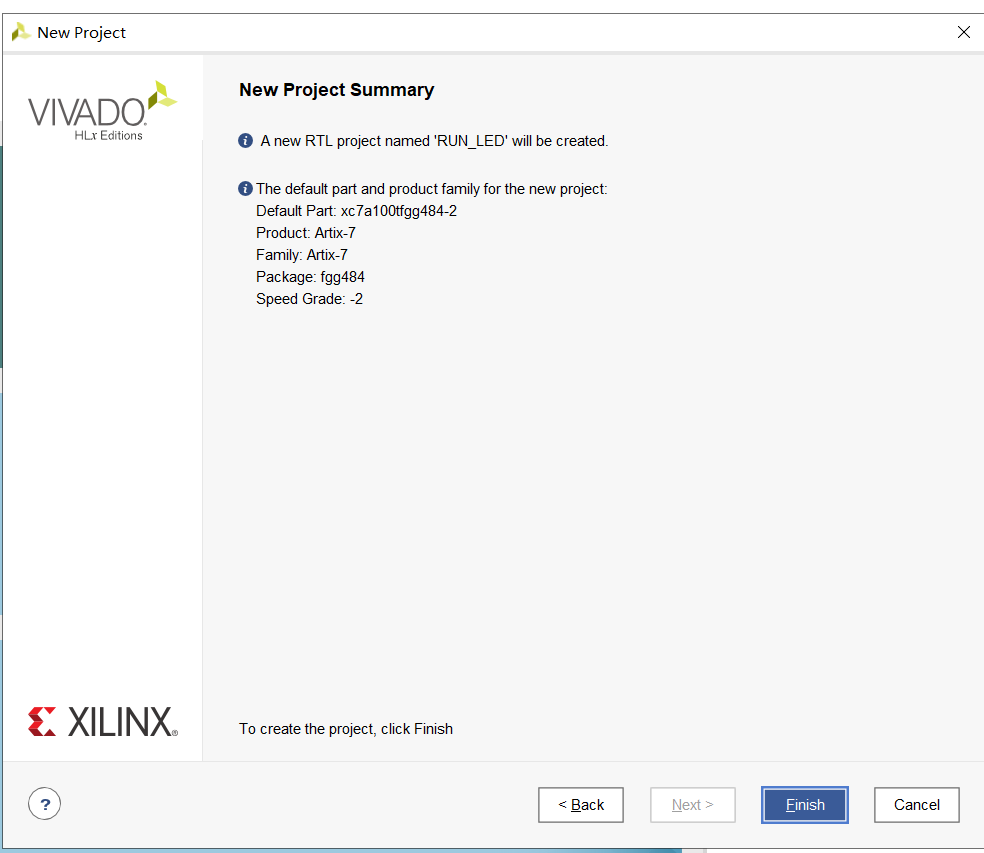 New Project
VIVADO.
HLx Editions
New Project Summary
A new RTL project named 'RUN_LED' will be created.
The default part and product family for the new project:
Default Part: xc7a100tfgg484-2
Product: Artix-7
Family: Artix-7
Package: fgg484
Speed Grade: -2
XILINX®
To create the project, click Finish
?
< Back
Next >
Finish
Cancel